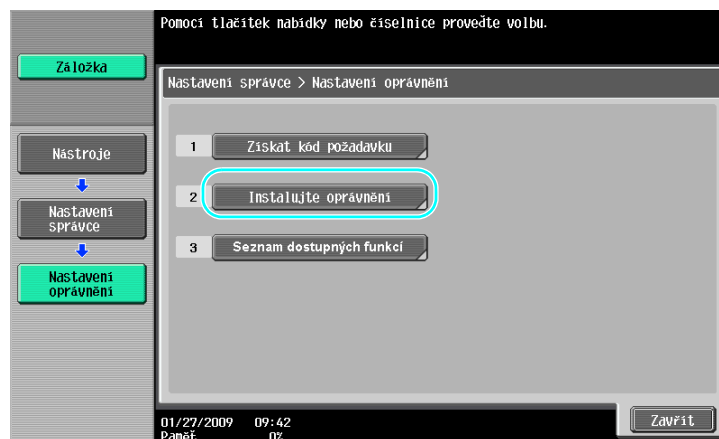 Pomocí tlačítek nabídky nebo číselnice proveďte volbu.
Záložka
Nastavení správce > Nastavení oprávnění
Nástroje
Nastavení
správce
Nastavení
oprávnění
1 Získat kód požadavku
2 Instalujte oprávnění
3 Seznam dostupných funkcí
01/27/2009 09:42
Paměť 0%
Zavřít